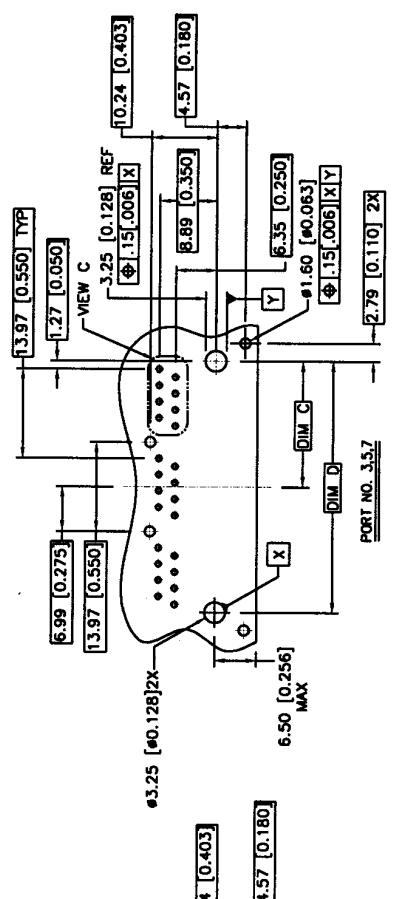 10.24 [0.403]
4.57 [0.180]
3.25 [0.128] REF
⌖ .15[.006] X
8.89 [0.350]
6.35 [0.250]
ø1.60 [ø0.063]
⌖ .15[.006] X Y
2.79 [0.110] 2X
13.97 [0.550] TYP
1.27 [0.050]
VIEW C
Y
6.99 [0.275]
13.97 [0.550]
DIM C
DIM D
PORT NO. 3,5,7
X
ø3.25 [ø0.128]2X
6.50 [0.256]
MAX
4 [0.403]
4.57 [0.180]